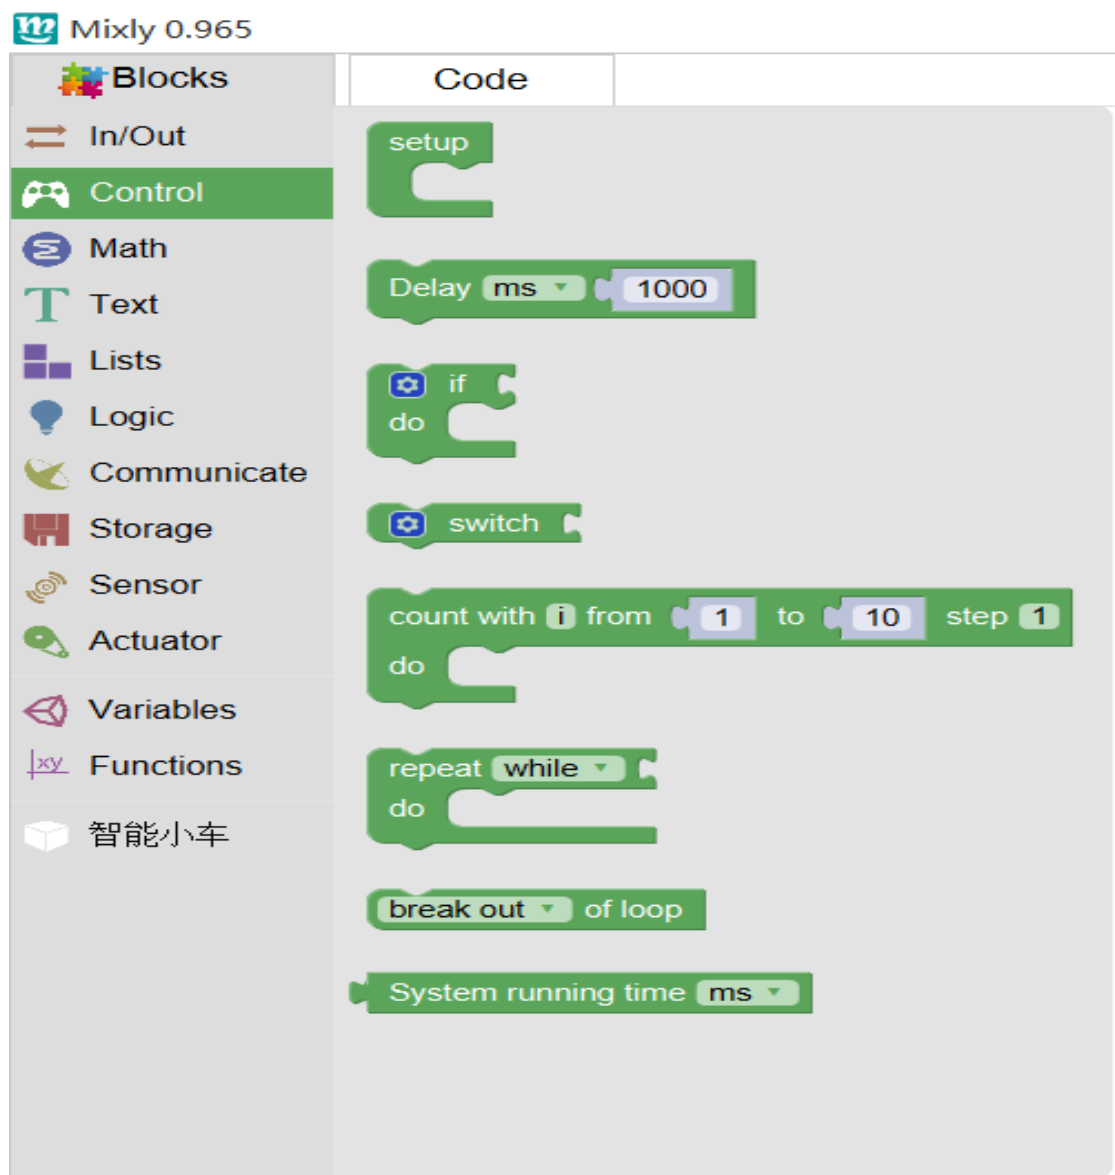 Mixly 0.965
Blocks
Code
In/Out
Control
Math
Text
Lists
Logic
Communicate
Storage
Sensor
Actuator
Variables
xy
Functions
智能小车
setup
Delay ms 1000
if
do
switch
count with i from 1 to 10 step 1
do
repeat while
do
break out of loop
System running time ms